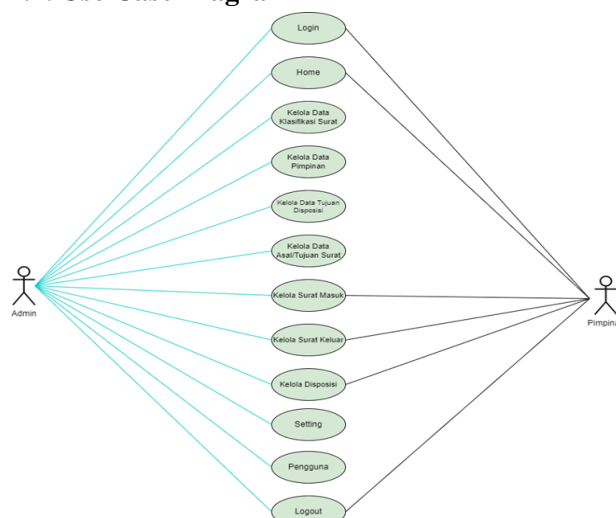 Login
Home
Kelola Data
Klasifikasi Surat
Kelola Data
Pimpinan
Kelola Data Tujuan
Disposisi
Kelola Data
Asal/Tujuan Surat
Admin
Kelola Surat Masuk
Pimpina
Kelola Surat Keluar
Kelola Disposisi
Setting
Pengguna
Logout